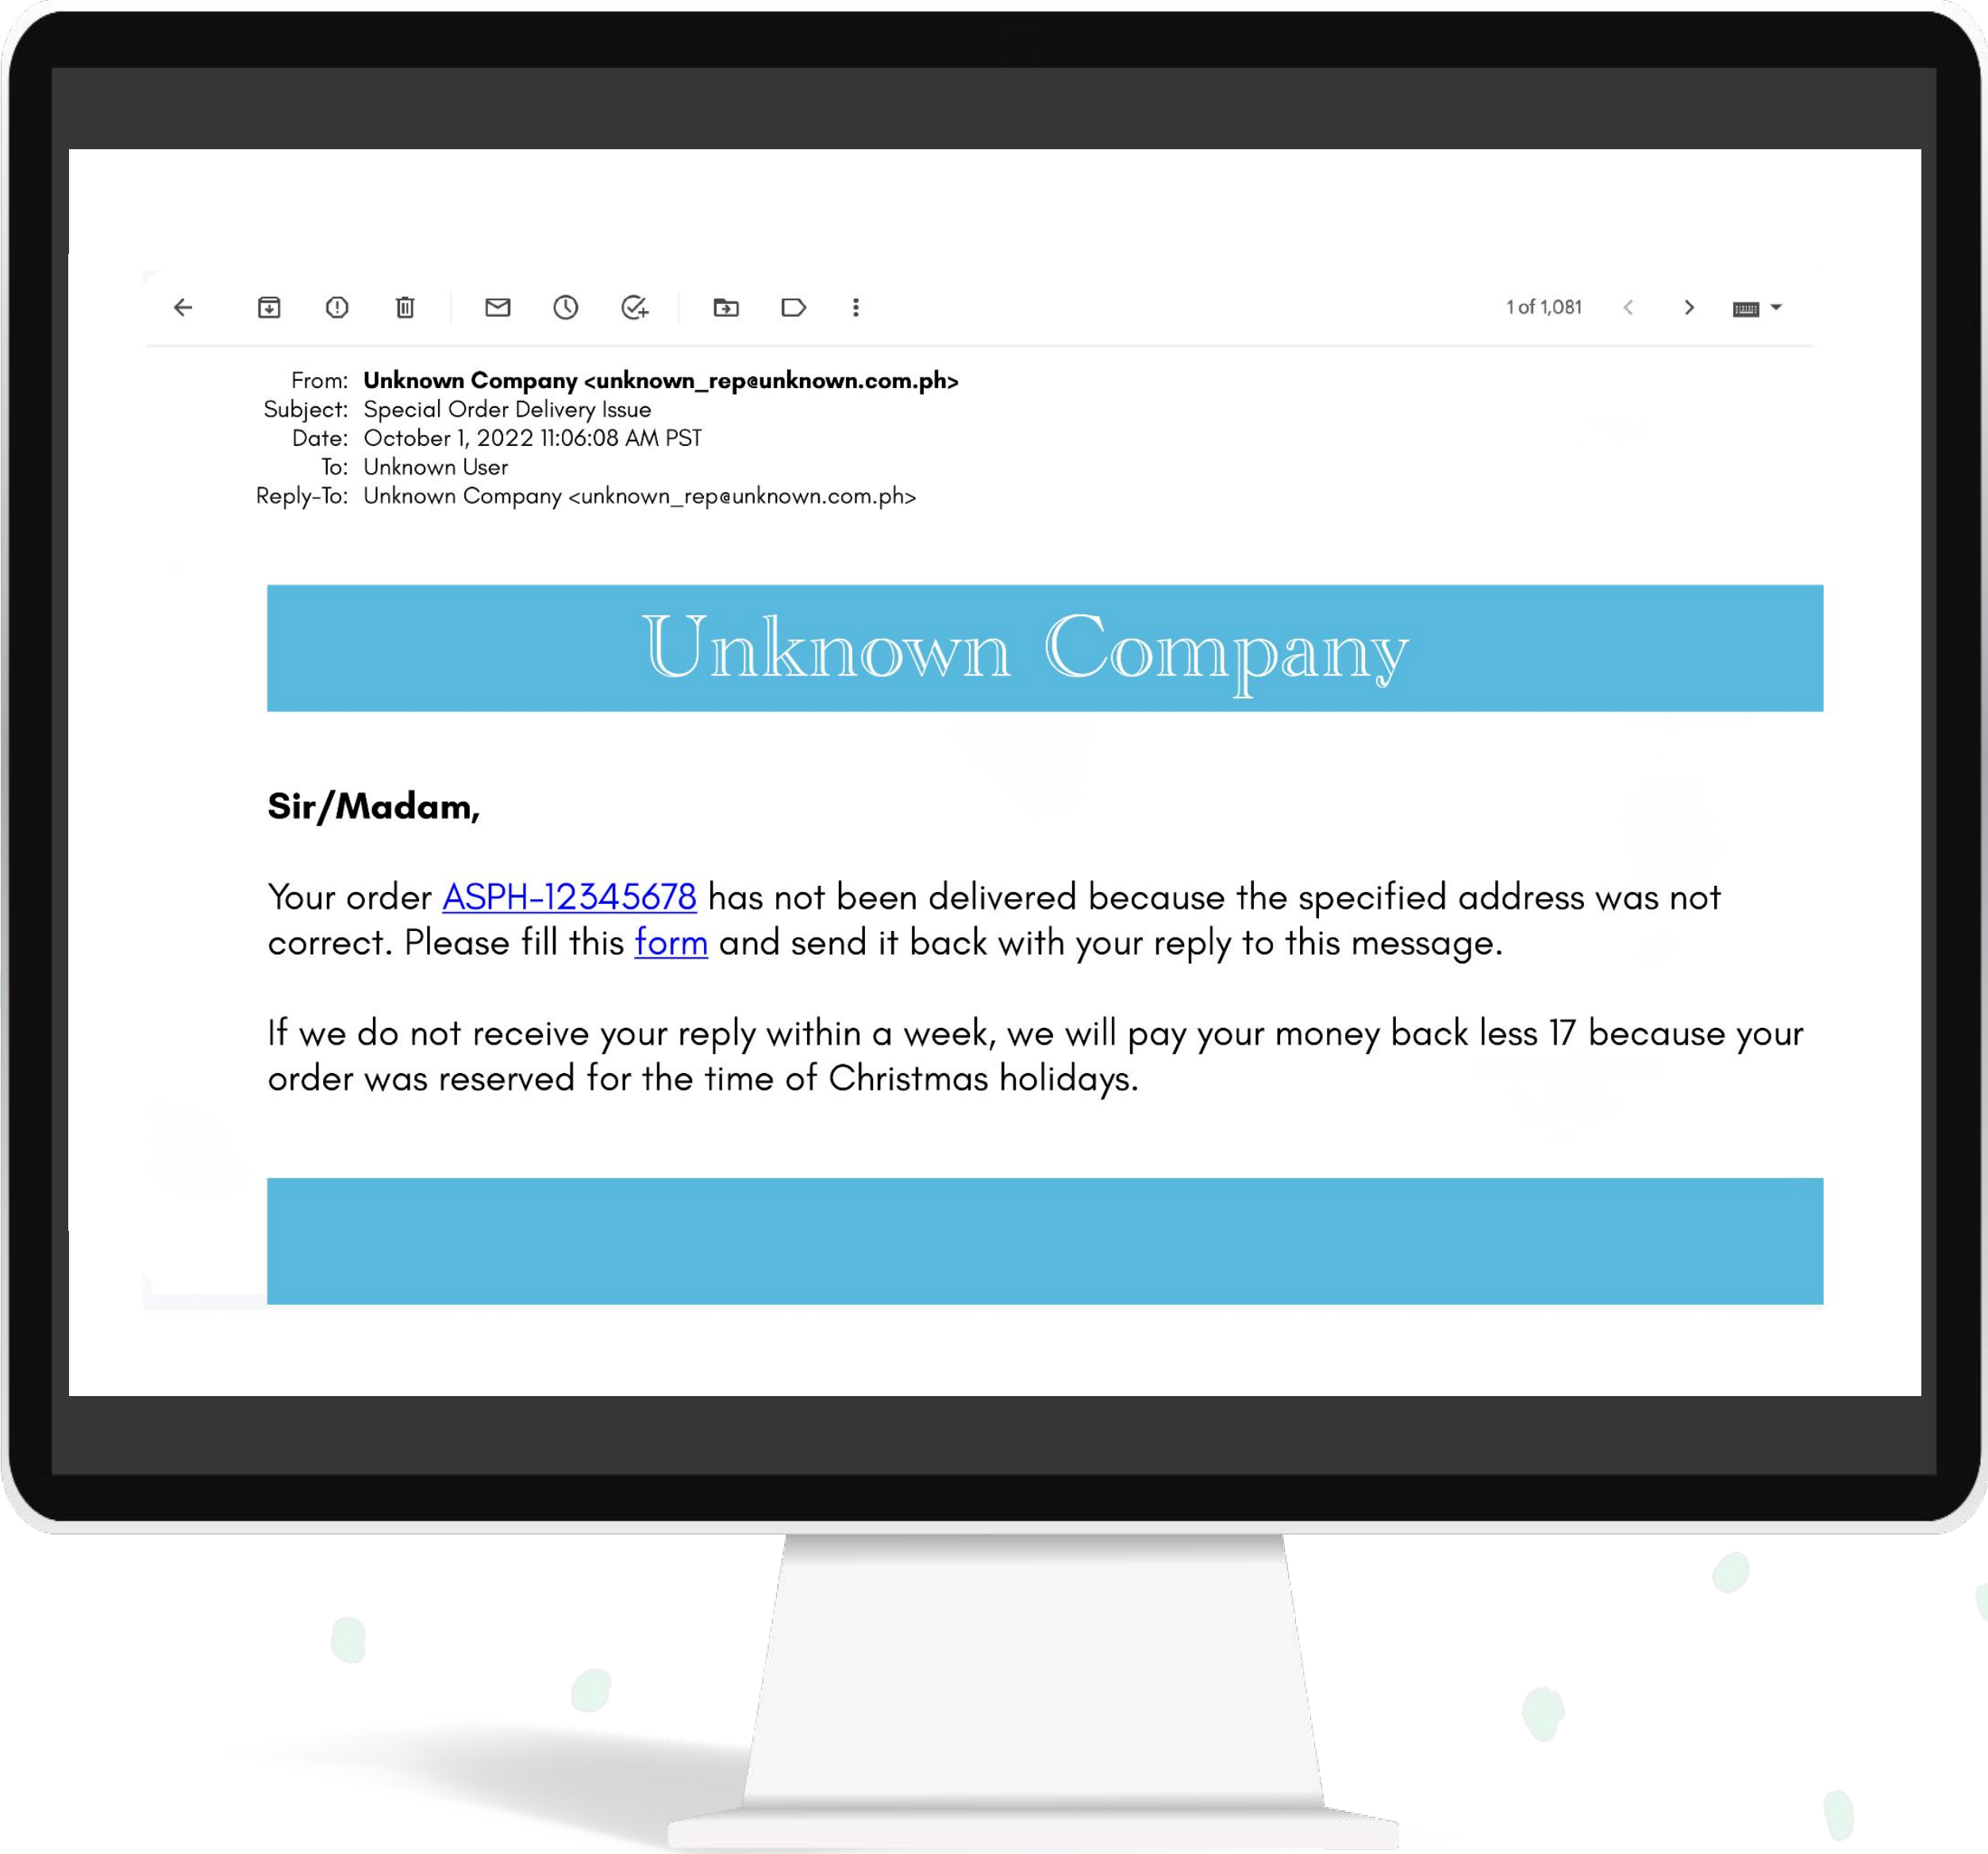 1 of 1,081
From: Unknown Company <unknown_rep@unknown.com.ph>
Subject: Special Order Delivery Issue
Date: October 1, 2022 11:06:08 AM PST
To: Unknown User
Reply-To: Unknown Company <unknown_rep@unknown.com.ph>
Unknown Company
Sir/Madam,
Your order ASPH-12345678 has not been delivered because the specified address was not
correct. Please fill this form and send it back with your reply to this message.
If we do not receive your reply within a week, we will pay your money back less 17 because your
order was reserved for the time of Christmas holidays.